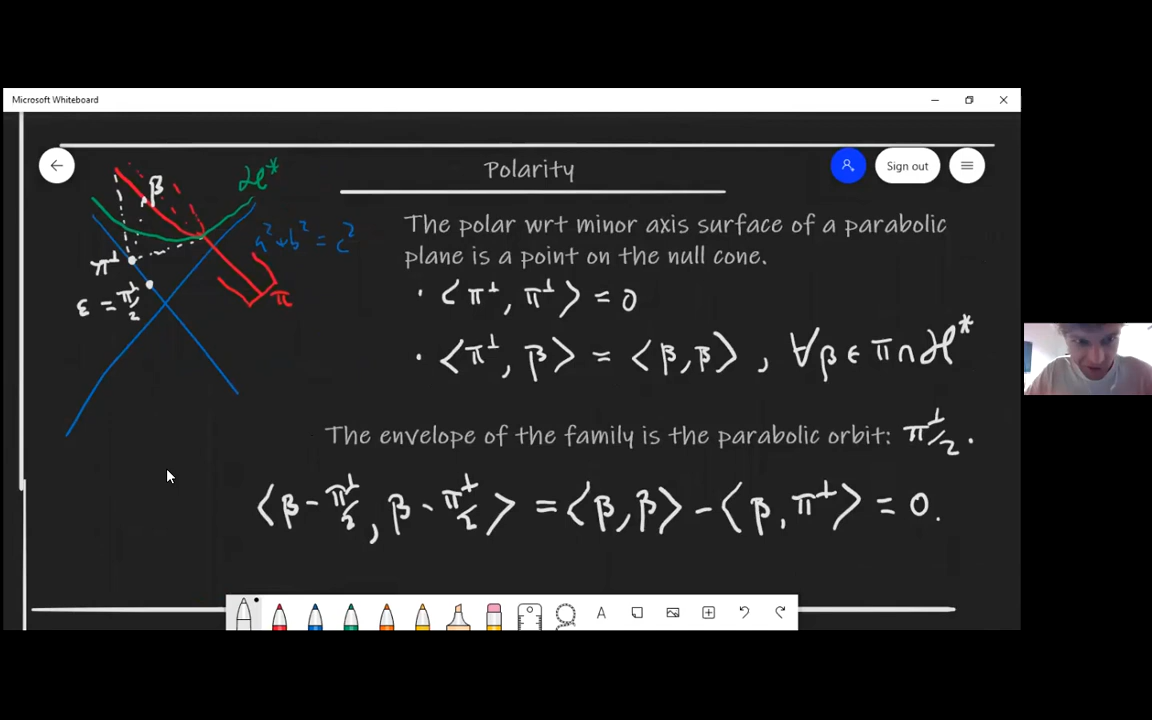 Microsoft Whiteboard
Polarity
Sign out
β
ℋ*
a² + b² = c²
π⊥
ε = π⊥/2
π
The polar wrt minor axis surface of a parabolic
plane is a point on the null cone.
· ⟨π⊥, π⊥⟩ = 0
· ⟨π⊥, β⟩ = ⟨β, β⟩, ∀β ∈ π ∩ ℋ*
The envelope of the family is the parabolic orbit: π⊥/2.
⟨β - π⊥/2, β - π⊥/2⟩ = ⟨β, β⟩ - ⟨β, π⊥⟩ = 0.
A